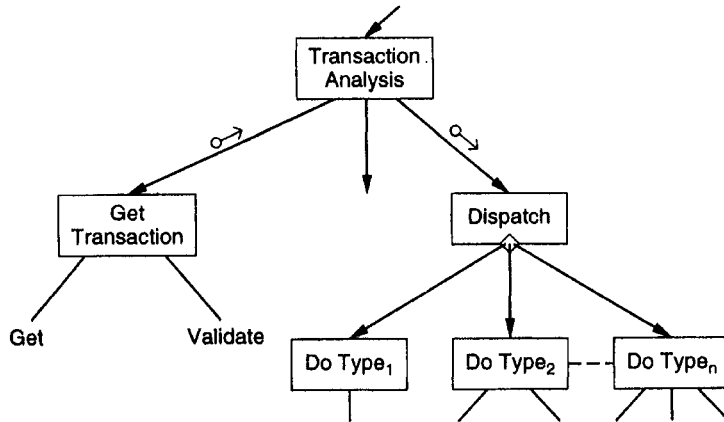 Transaction
Analysis
Get
Transaction
Dispatch
Get
Validate
Do Type₁
Do Type₂
Do Typeₙ